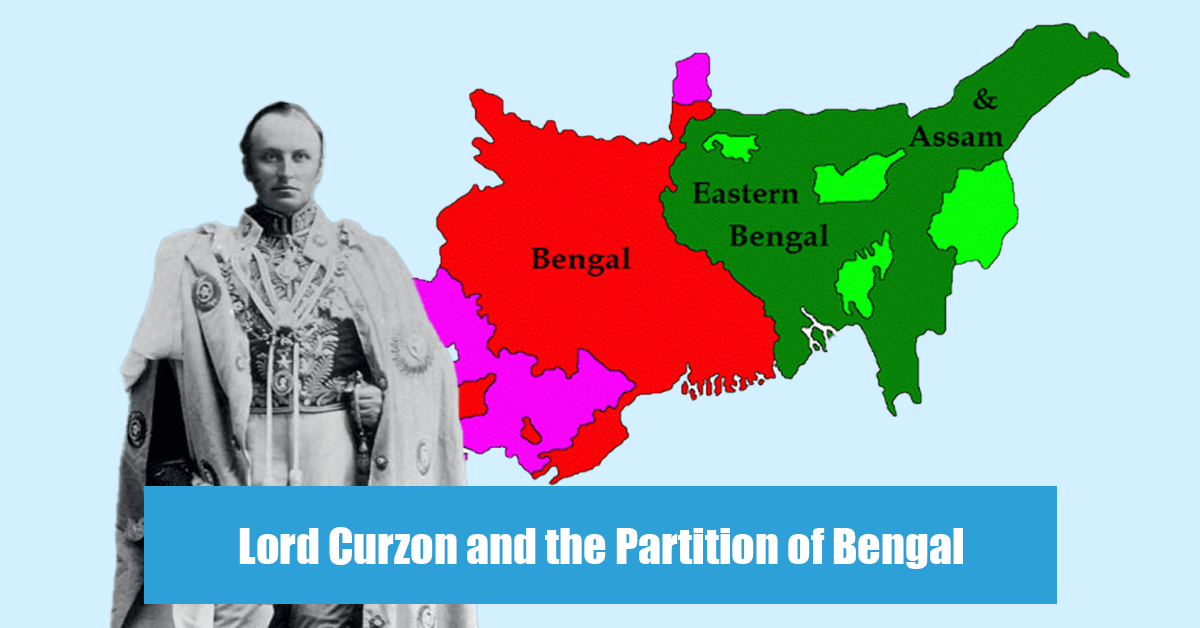 &
Assam
Eastern
Bengal
Bengal
Lord Curzon and the Partition of Bengal